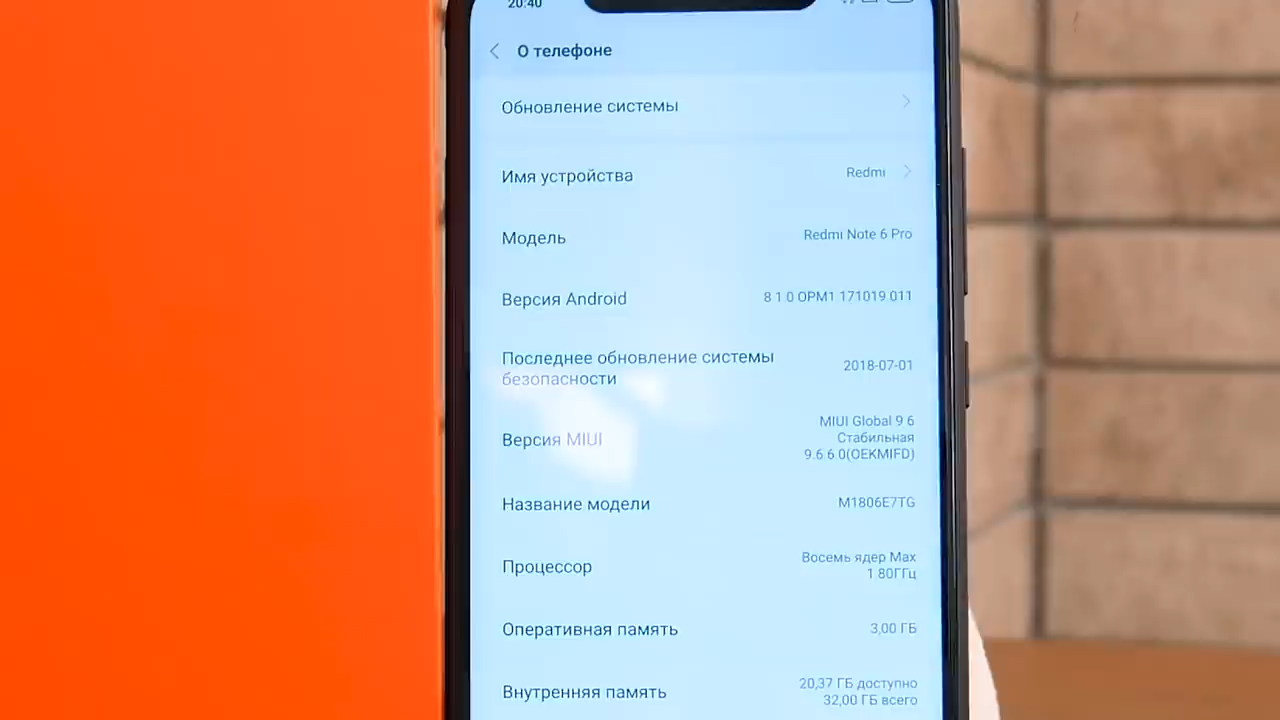 20:40
О телефоне
Обновление системы
Имя устройства Redmi
Модель Redmi Note 6 Pro
Версия Android 8 1 0 OPM1 171019 011
Последнее обновление системы безопасности 2018-07-01
Версия MIUI MIUI Global 9 6
Стабильная
9.6 6.0(OEKMIFD)
Название модели M1806E7TG
Процессор Восемь ядер Max
1 80ГГц
Оперативная память 3,00 ГБ
Внутренняя память 20,37 ГБ доступно
32,00 ГБ всего